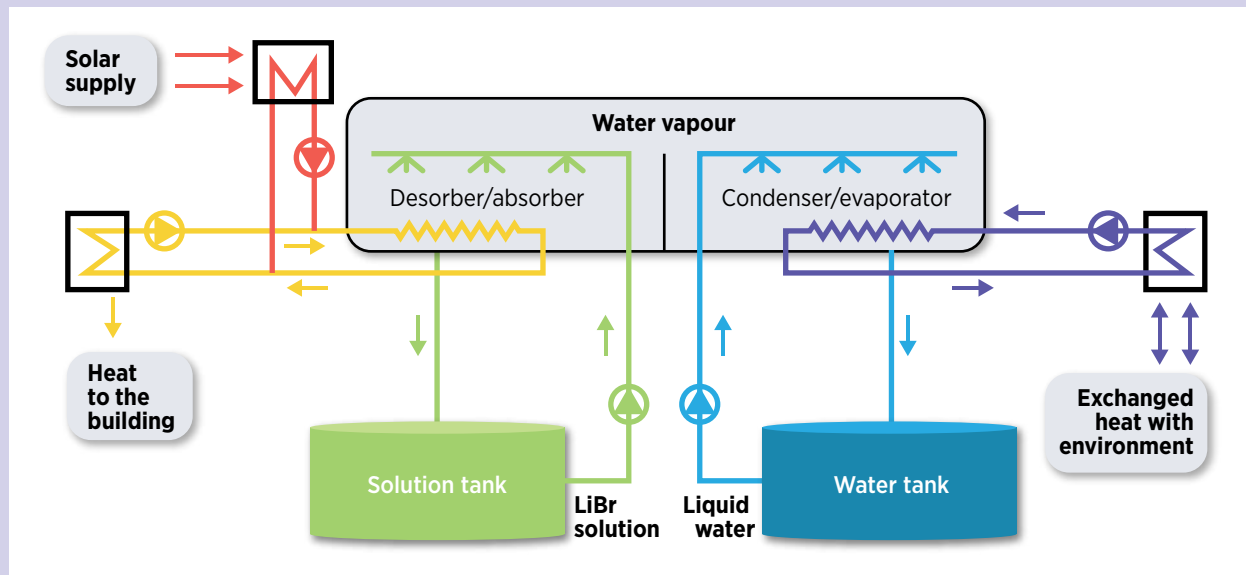 Solar
supply
Water vapour
Desorber/absorber
Condenser/evaporator
Heat
to the
building
Solution tank
LiBr
solution
Liquid
water
Water tank
Exchanged
heat with
environment